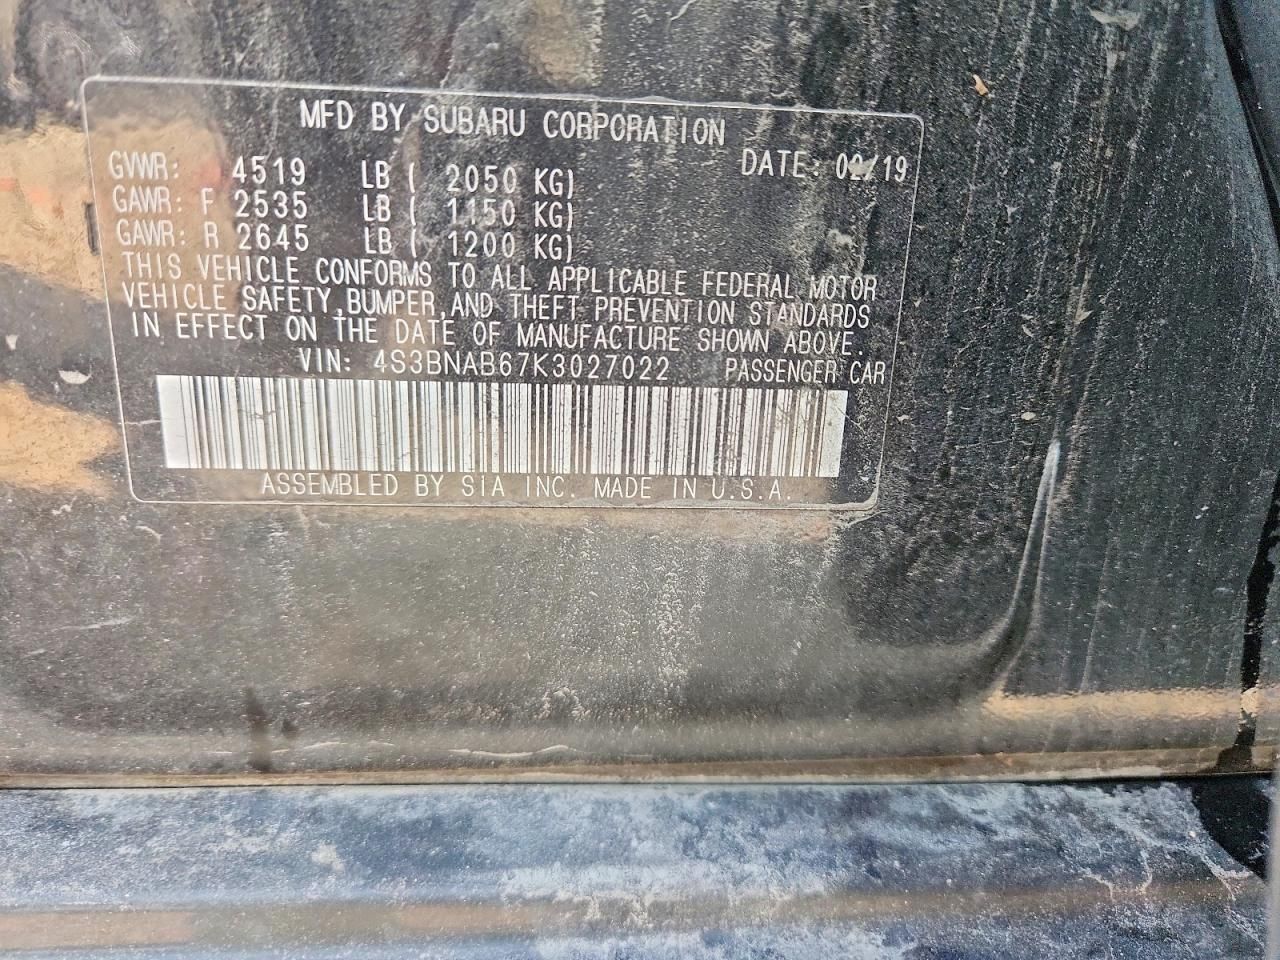 MFD BY SUBARU CORPORATION
DATE: 02/19
GVWR: 4519 LB ( 2050 KG)
GAWR: F 2535 LB ( 1150 KG)
GAWR: R 2645 LB ( 1200 KG)
THIS VEHICLE CONFORMS TO ALL APPLICABLE FEDERAL MOTOR
VEHICLE SAFETY,BUMPER,AND THEFT PREVENTION STANDARDS
IN EFFECT ON THE DATE OF MANUFACTURE SHOWN ABOVE.
VIN: 4S3BNAB67K3027022 PASSENGER CAR
ASSEMBLED BY SIA INC. MADE IN U.S.A.